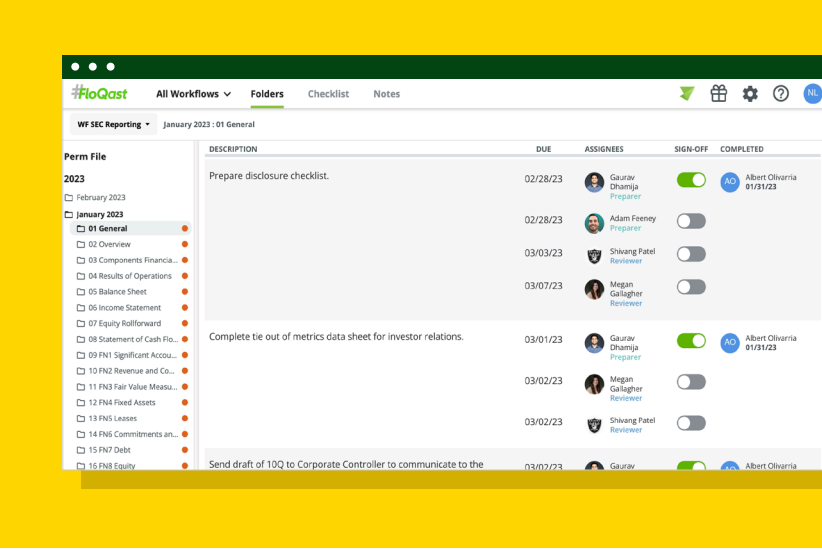 FloQast
All Workflows
Folders
Checklist
Notes
NL
WF SEC Reporting
January 2023 : 01 General
Perm File
2023
February 2023
January 2023
01 General
02 Overview
03 Components Financia...
04 Results of Operations
05 Balance Sheet
06 Income Statement
07 Equity Rollforward
08 Statement of Cash Flo...
09 FN1 Significant Accou...
10 FN2 Revenue and Co...
11 FN3 Fair Value Measu...
12 FN4 Fixed Assets
13 FN5 Leases
14 FN6 Commitments an...
15 FN7 Debt
16 FN8 Equity
DESCRIPTION
DUE
ASSIGNEES
SIGN-OFF
COMPLETED
Prepare disclosure checklist.
02/28/23
Gaurav
Dhamija
Preparer
AO
Albert Olivarria
01/31/23
02/28/23
Adam Feeney
Preparer
03/03/23
Shivang Patel
Reviewer
03/07/23
Megan
Gallagher
Reviewer
Complete tie out of metrics data sheet for investor relations.
03/01/23
Gaurav
Dhamija
Preparer
AO
Albert Olivarria
01/31/23
03/02/23
Megan
Gallagher
Reviewer
03/02/23
Shivang Patel
Reviewer
Send draft of 10Q to Corporate Controller to communicate to the
03/02/23
Gaurav
AO
Albert Olivarria